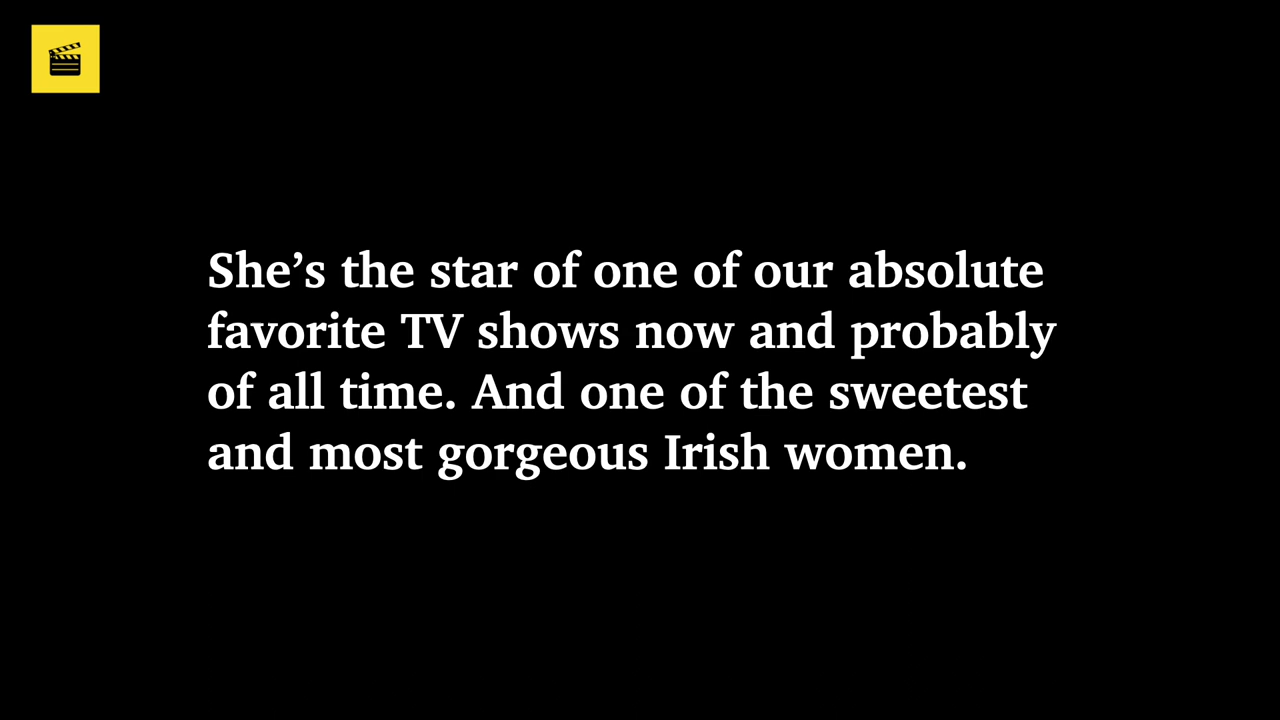 She’s the star of one of our absolute
favorite TV shows now and probably
of all time. And one of the sweetest
and most gorgeous Irish women.